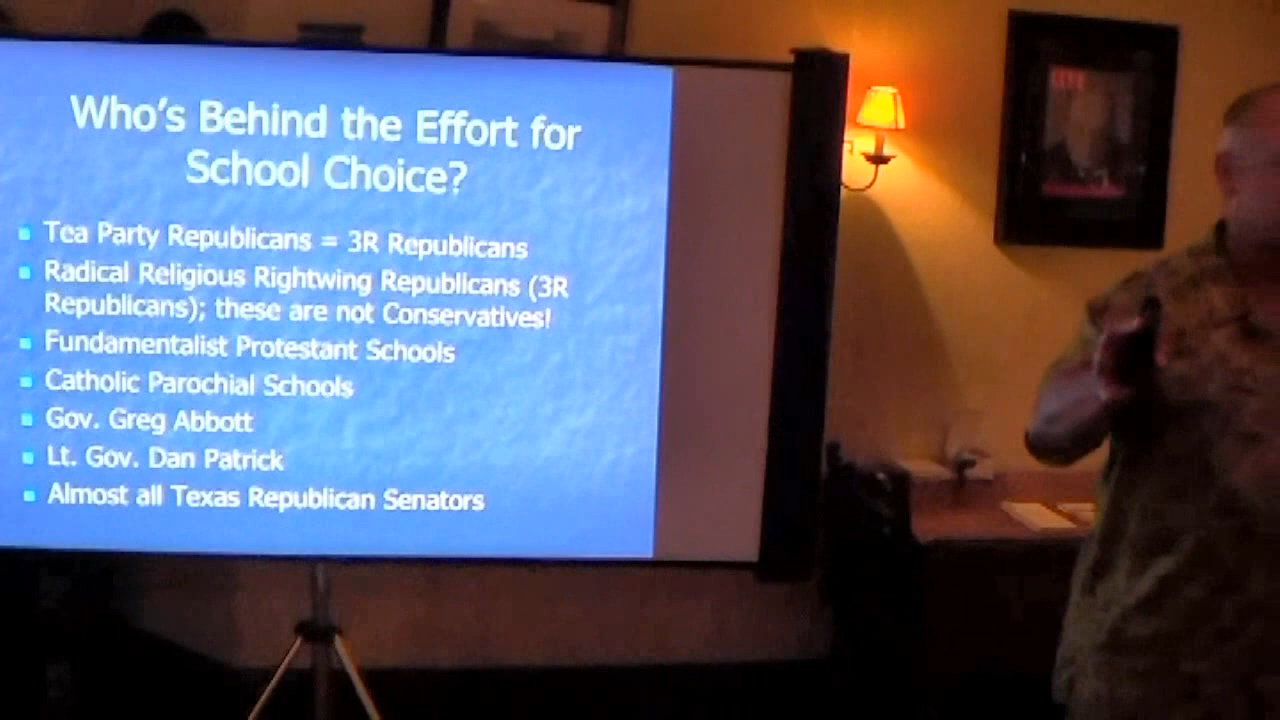 Who's Behind the Effort for
School Choice?
Tea Party Republicans = 3R Republicans
Radical Religious Rightwing Republicans (3R
Republicans); these are not Conservatives!
Fundamentalist Protestant Schools
Catholic Parochial Schools
Gov. Greg Abbott
Lt. Gov. Dan Patrick
Almost all Texas Republican Senators